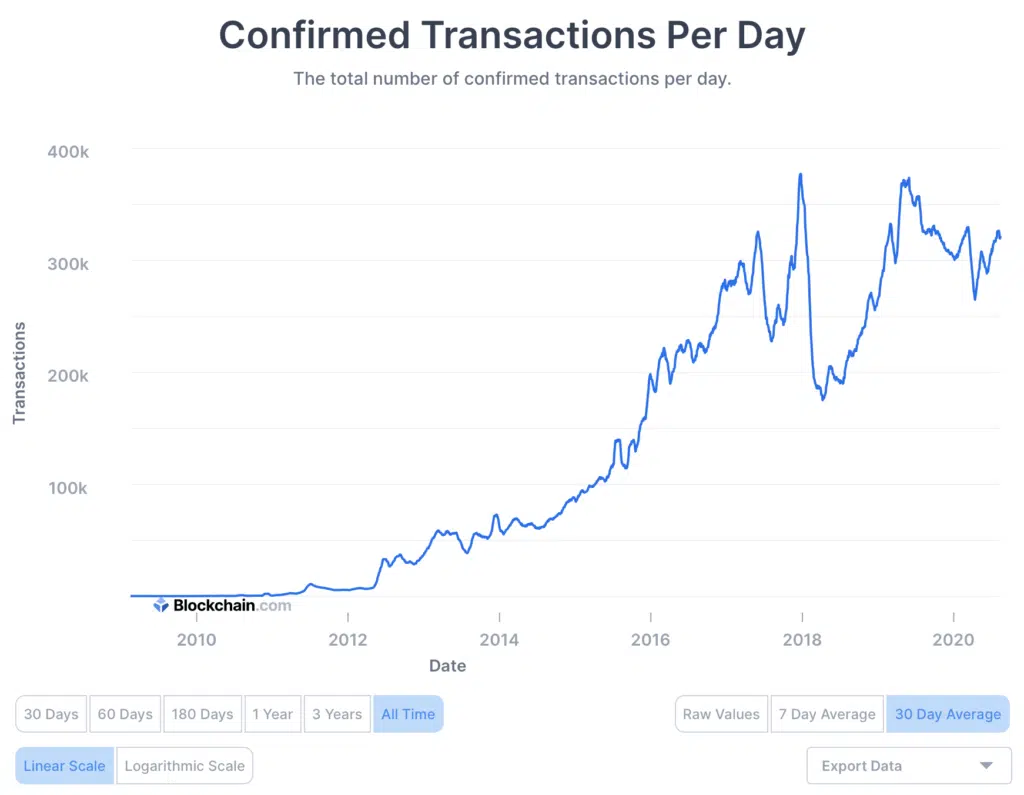 Confirmed Transactions Per Day
The total number of confirmed transactions per day.
400k
300k
200k
100k
Transactions
Blockchain.com
2010 2012 2014 2016 2018 2020
Date
30 Days 60 Days 180 Days 1 Year 3 Years All Time Raw Values 7 Day Average 30 Day Average
Linear Scale Logarithmic Scale Export Data